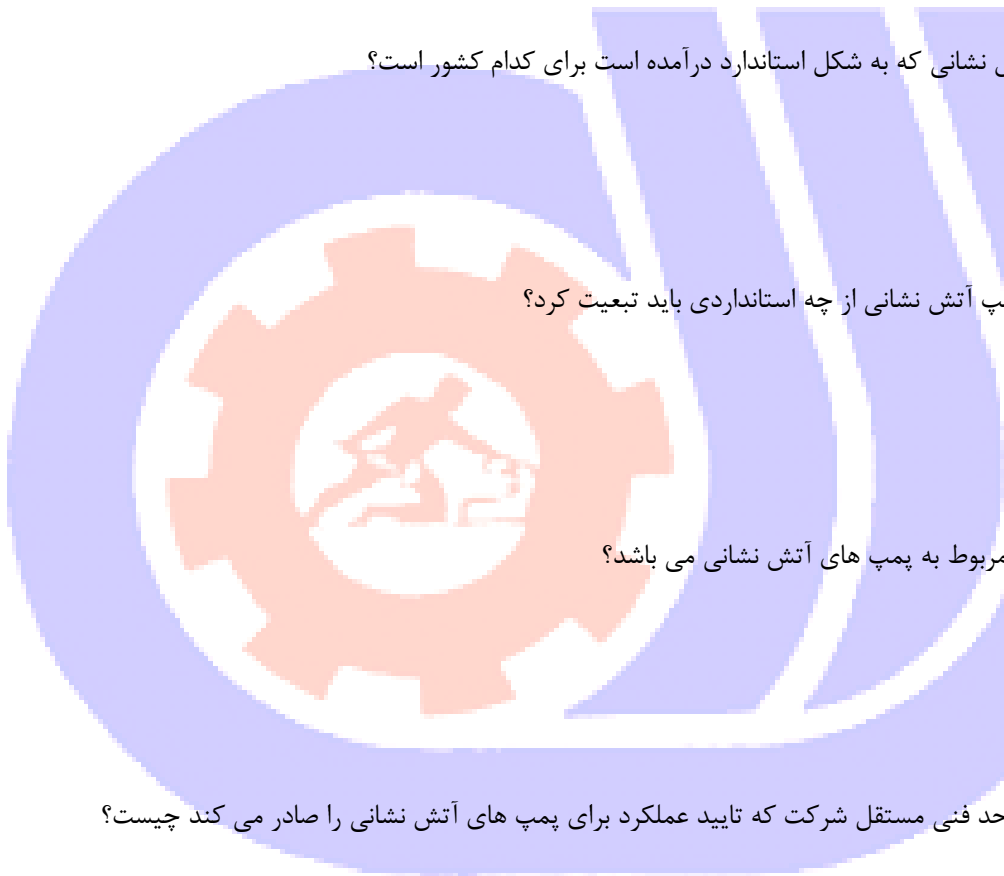 نشانی که به شکل استاندارد درآمده است برای کدام کشور است؟
آتش نشانی از چه استانداردی باید تبعیت کرد؟
مربوط به پمپ های آتش نشانی می باشد؟
فنی مستقل شرکت که تایید عملکرد برای پمپ های آتش نشانی را صادر می کند چیست؟